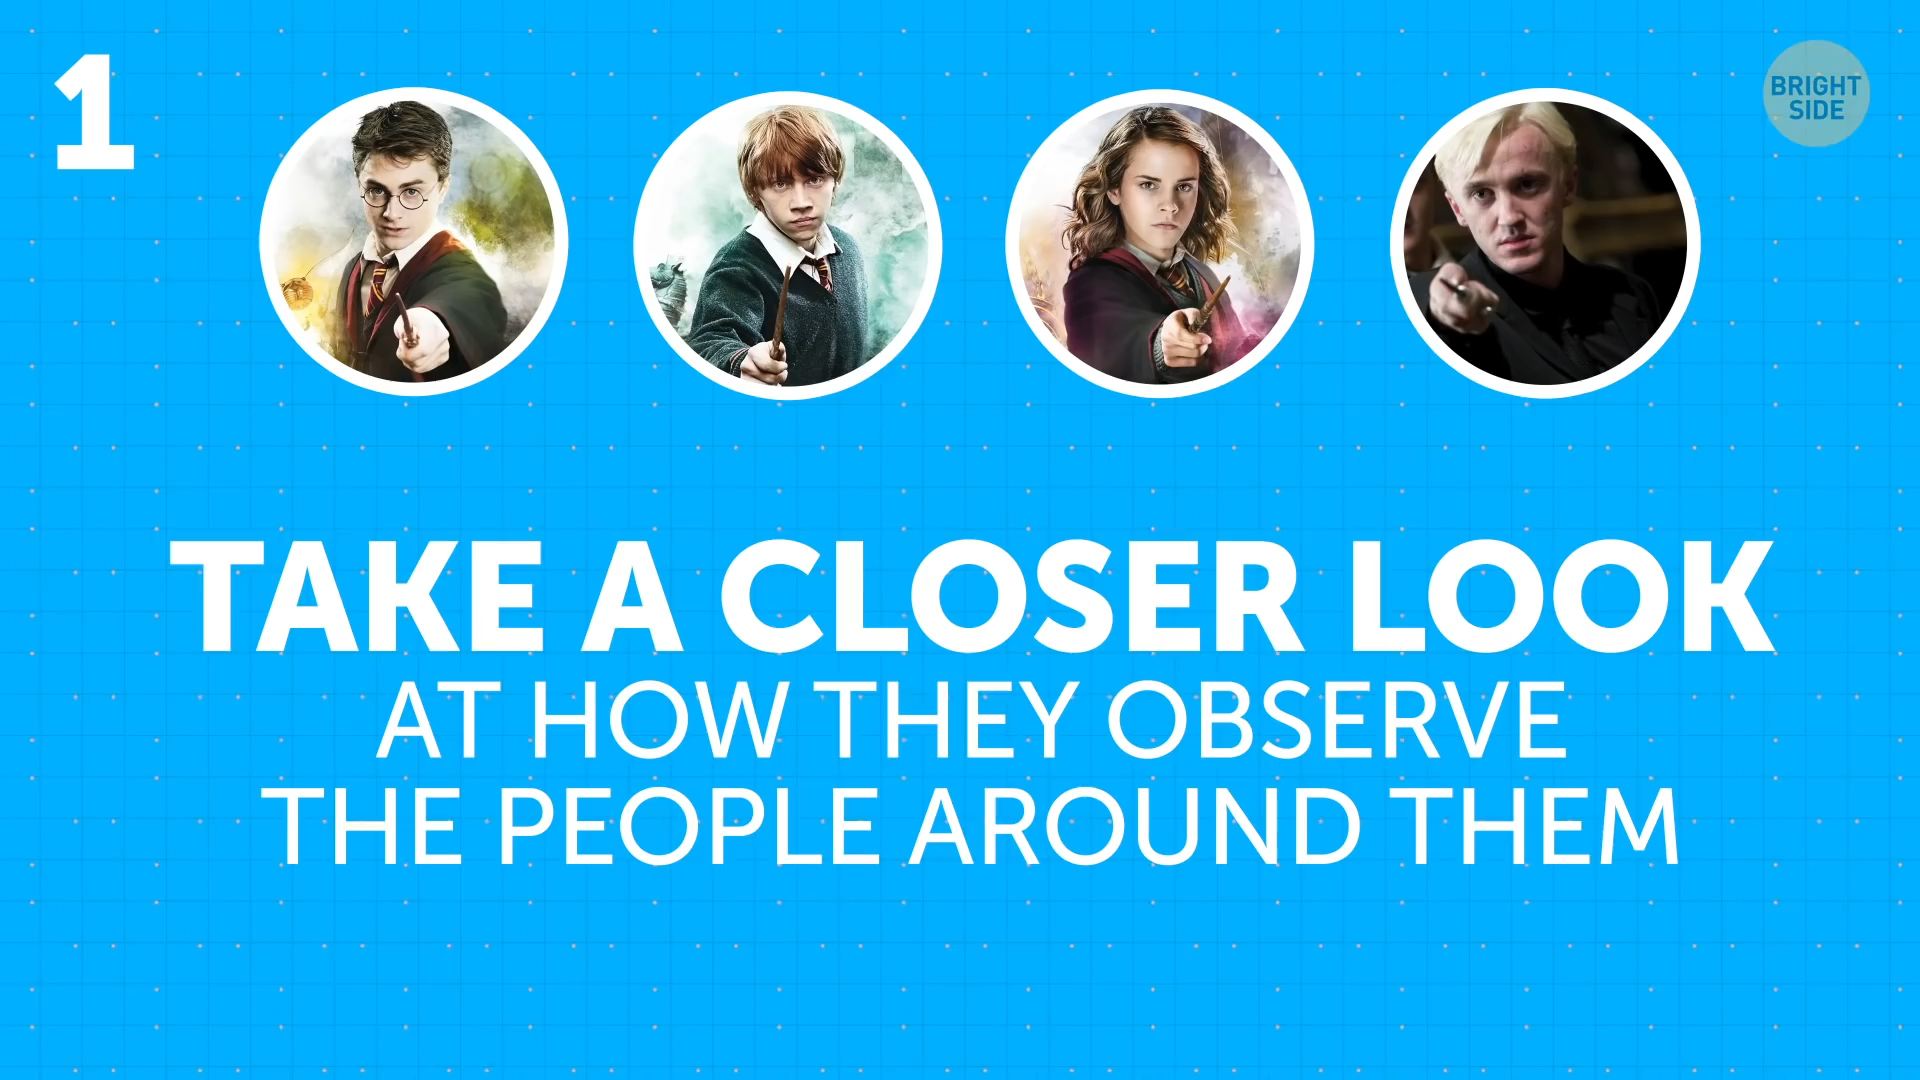 1
BRIGHT
SIDE
TAKE A CLOSER LOOK
AT HOW THEY OBSERVE
THE PEOPLE AROUND THEM